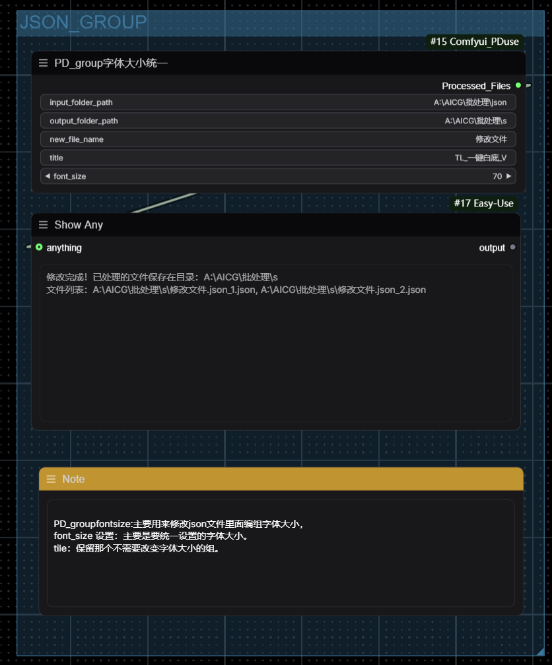 JSON_GROUP
#15 Comfyui_PDuse
PD_group字体大小统一
Processed_Files
input_folder_path A:\AICG\批处理\json
output_folder_path A:\AICG\批处理\s
new_file_name 修改文件
title TL_一键白底_V
font_size 70
#17 Easy-Use
Show Any
anything output
修改完成！已处理的文件保存在目录：A:\AICG\批处理\s
文件列表：A:\AICG\批处理\s\修改文件.json_1.json, A:\AICG\批处理\s\修改文件.json_2.json
Note
PD_groupfontsize:主要用来修改json文件里面编组字体大小，
font_size 设置：主要是要统一设置的字体大小。
tile：保留那个不需要改变字体大小的组。